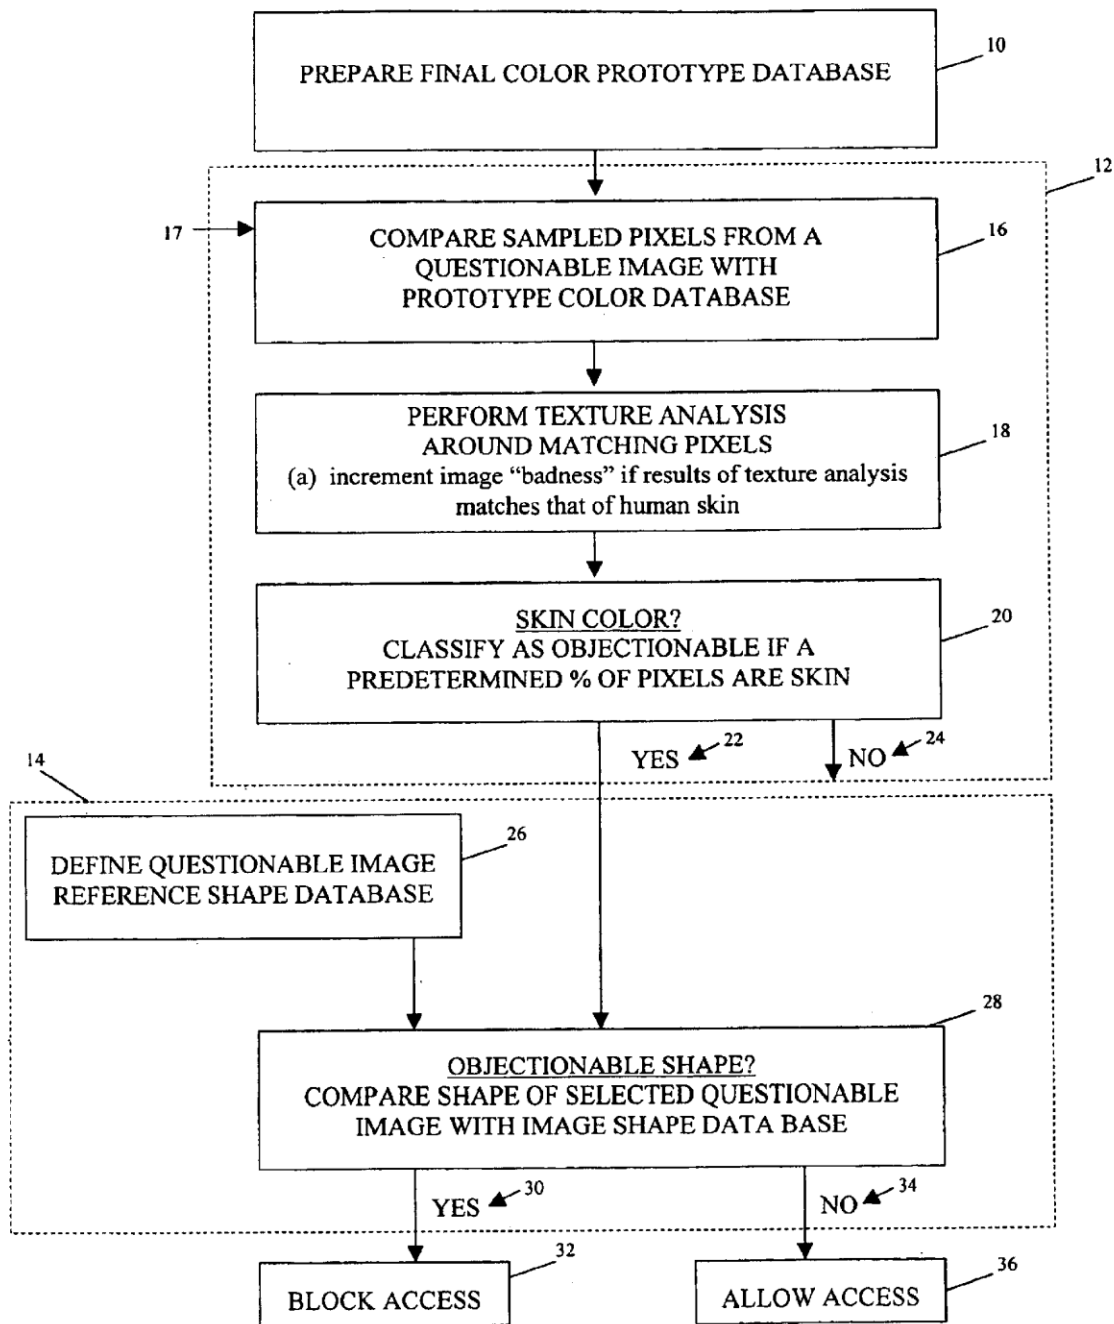 PREPARE FINAL COLOR PROTOTYPE DATABASE
10
12
17
COMPARE SAMPLED PIXELS FROM A
QUESTIONABLE IMAGE WITH
PROTOTYPE COLOR DATABASE
16
PERFORM TEXTURE ANALYSIS
AROUND MATCHING PIXELS
(a) increment image “badness” if results of texture analysis
matches that of human skin
18
SKIN COLOR?
CLASSIFY AS OBJECTIONABLE IF A
PREDETERMINED % OF PIXELS ARE SKIN
20
YES
22
NO
24
14
DEFINE QUESTIONABLE IMAGE
REFERENCE SHAPE DATABASE
26
28
OBJECTIONABLE SHAPE?
COMPARE SHAPE OF SELECTED QUESTIONABLE
IMAGE WITH IMAGE SHAPE DATA BASE
YES
30
NO
34
BLOCK ACCESS
32
ALLOW ACCESS
36